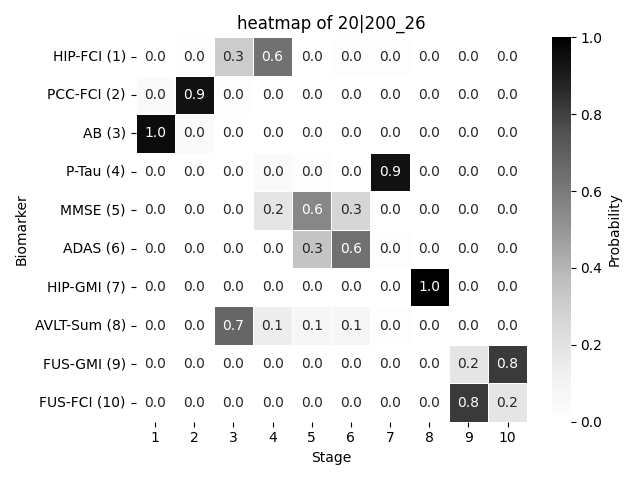 heatmap of 20|200_26
HIP-FCI (1) 0.0 0.0 0.3 0.6 0.0 0.0 0.0 0.0 0.0 0.0
PCC-FCI (2) 0.0 0.9 0.0 0.0 0.0 0.0 0.0 0.0 0.0 0.0
AB (3) 1.0 0.0 0.0 0.0 0.0 0.0 0.0 0.0 0.0 0.0
P-Tau (4) 0.0 0.0 0.0 0.0 0.0 0.0 0.9 0.0 0.0 0.0
MMSE (5) 0.0 0.0 0.0 0.2 0.6 0.3 0.0 0.0 0.0 0.0
ADAS (6) 0.0 0.0 0.0 0.0 0.3 0.6 0.0 0.0 0.0 0.0
HIP-GMI (7) 0.0 0.0 0.0 0.0 0.0 0.0 0.0 1.0 0.0 0.0
AVLT-Sum (8) 0.0 0.0 0.7 0.1 0.1 0.1 0.0 0.0 0.0 0.0
FUS-GMI (9) 0.0 0.0 0.0 0.0 0.0 0.0 0.0 0.0 0.2 0.8
FUS-FCI (10) 0.0 0.0 0.0 0.0 0.0 0.0 0.0 0.0 0.8 0.2
1 2 3 4 5 6 7 8 9 10
Stage
Biomarker
1.0
0.8
0.6
0.4
0.2
0.0
Probability